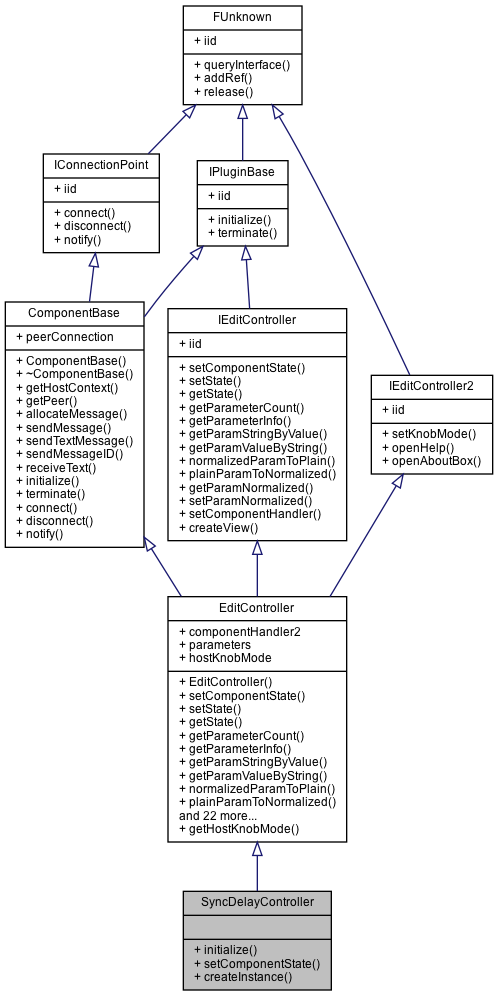 FUnknown
+ iid
+ queryInterface()
+ addRef()
+ release()
IConnectionPoint
+ iid
+ connect()
+ disconnect()
+ notify()
IPluginBase
+ iid
+ initialize()
+ terminate()
ComponentBase
+ peerConnection
+ ComponentBase()
+ ~ComponentBase()
+ getHostContext()
+ getPeer()
+ allocateMessage()
+ sendMessage()
+ sendTextMessage()
+ sendMessageID()
+ receiveText()
+ initialize()
+ terminate()
+ connect()
+ disconnect()
+ notify()
IEditController
+ iid
+ setComponentState()
+ setState()
+ getState()
+ getParameterCount()
+ getParameterInfo()
+ getParamStringByValue()
+ getParamValueByString()
+ normalizedParamToPlain()
+ plainParamToNormalized()
+ getParamNormalized()
+ setParamNormalized()
+ setComponentHandler()
+ createView()
IEditController2
+ iid
+ setKnobMode()
+ openHelp()
+ openAboutBox()
EditController
+ componentHandler2
+ parameters
+ hostKnobMode
+ EditController()
+ setComponentState()
+ setState()
+ getState()
+ getParameterCount()
+ getParameterInfo()
+ getParamStringByValue()
+ getParamValueByString()
+ normalizedParamToPlain()
+ plainParamToNormalized()
and 22 more...
+ getHostKnobMode()
SyncDelayController
+ initialize()
+ setComponentState()
+ createInstance()